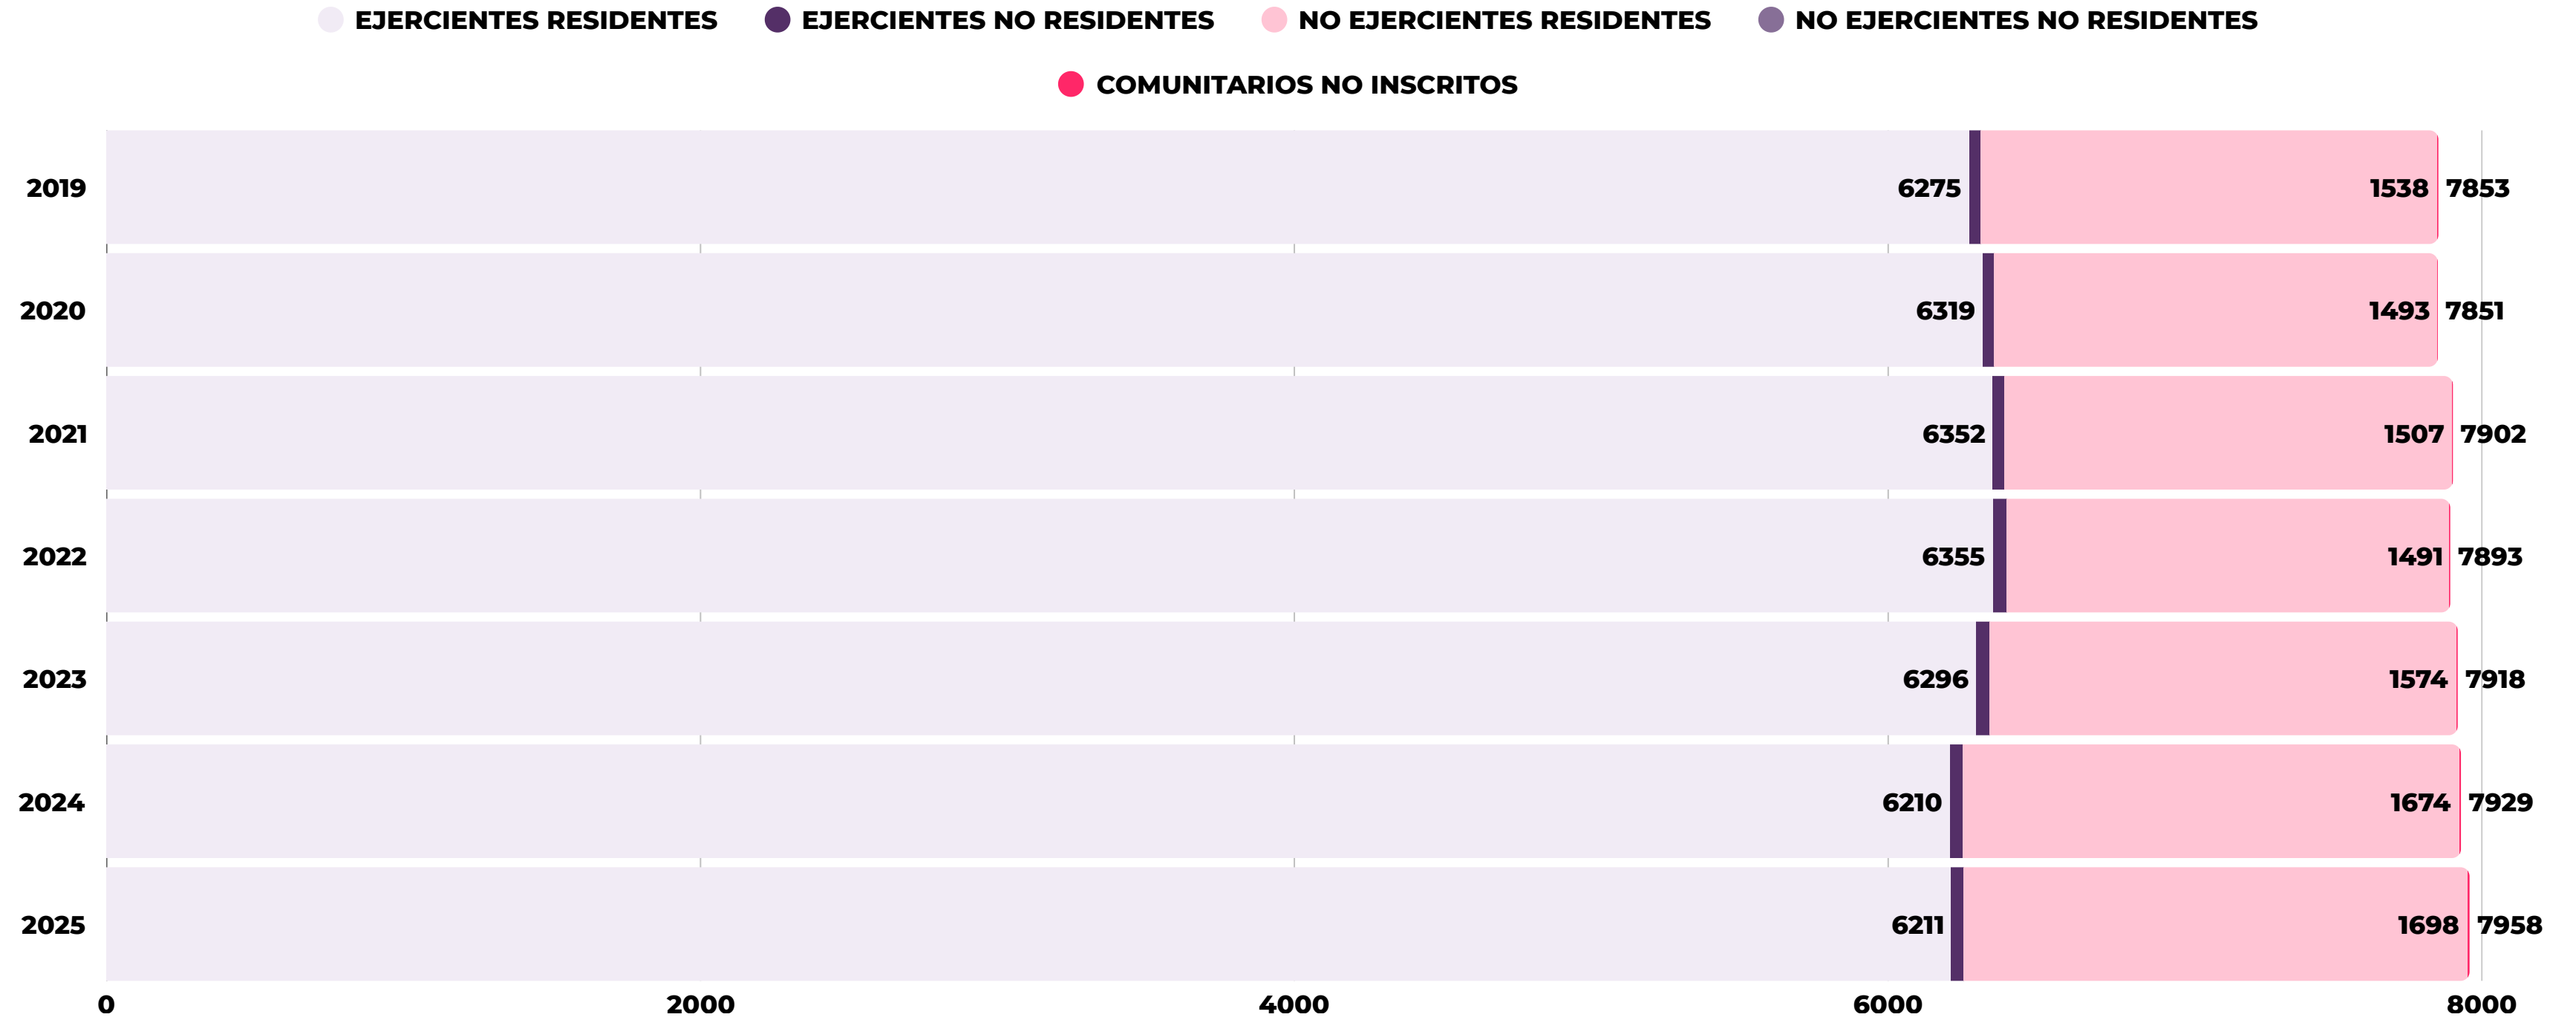 EJERCIENTES RESIDENTES EJERCIENTES NO RESIDENTES NO EJERCIENTES RESIDENTES NO EJERCIENTES NO RESIDENTES
COMUNITARIOS NO INSCRITOS
2019 6275 1538 7853
2020 6319 1493 7851
2021 6352 1507 7902
2022 6355 1491 7893
2023 6296 1574 7918
2024 6210 1674 7929
2025 6211 1698 7958
0 2000 4000 6000 8000